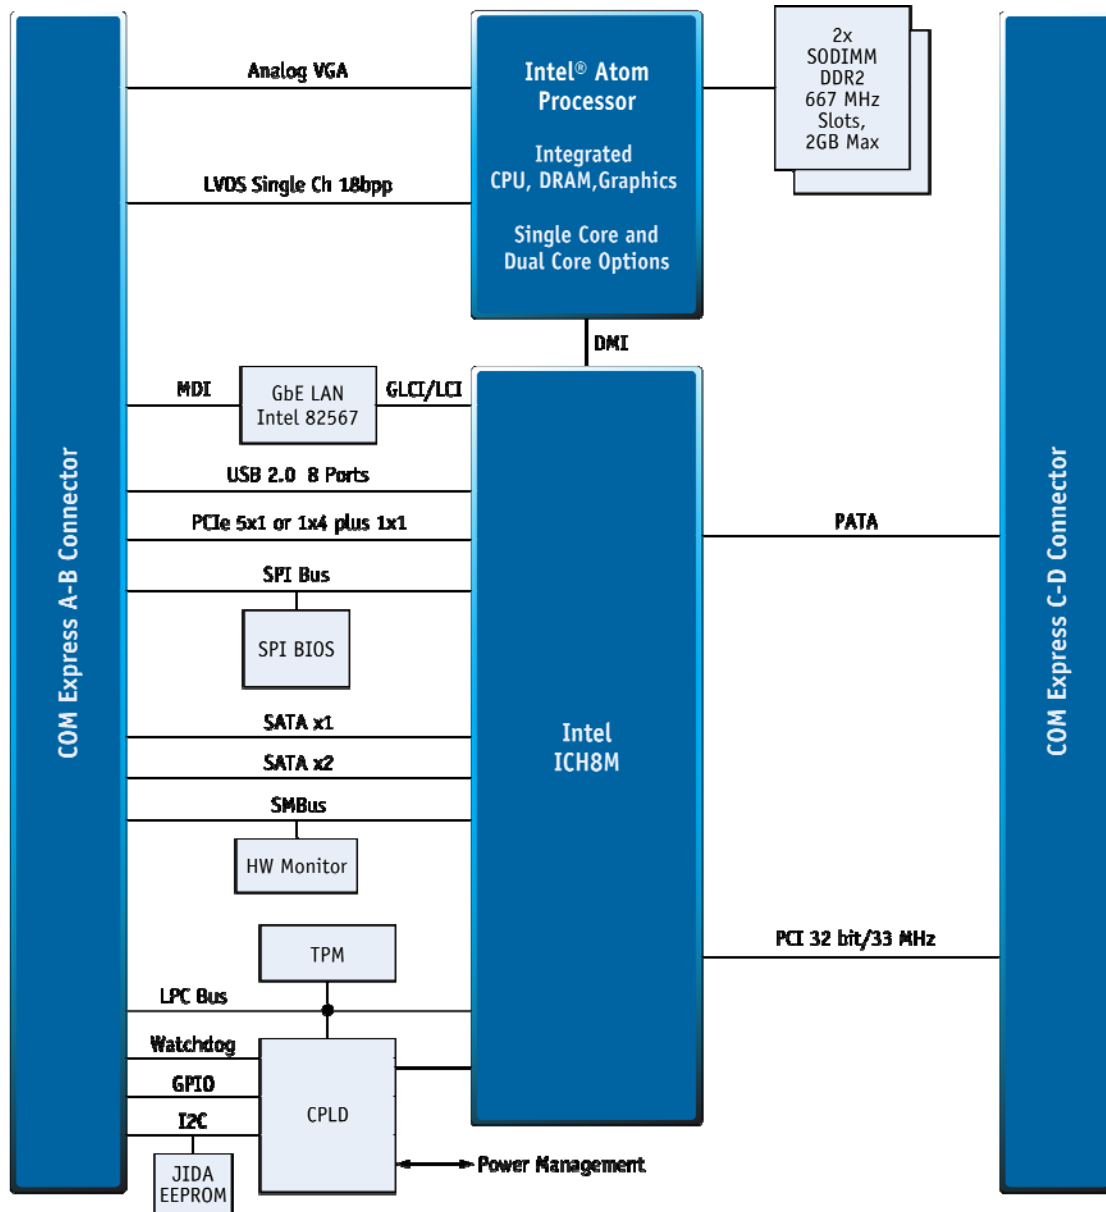 2x
SODIMM
DDR2
667 MHz
Slots,
2GB Max
Intel® Atom
Processor
Integrated
CPU, DRAM,Graphics
Single Core and
Dual Core Options
Analog VGA
LVDS Single Ch 18bpp
DMI
MDI
GbE LAN
Intel 82567
GLCI/LCI
USB 2.0 8 Ports
PCIe 5x1 or 1x4 plus 1x1
SPI Bus
SPI BIOS
SATA x1
SATA x2
SMBus
HW Monitor
TPM
LPC Bus
Watchdog
GPIO
I2C
CPLD
JIDA
EEPROM
Power Management
Intel
ICH8M
PATA
PCI 32 bit/33 MHz
COM Express A-B Connector
COM Express C-D Connector